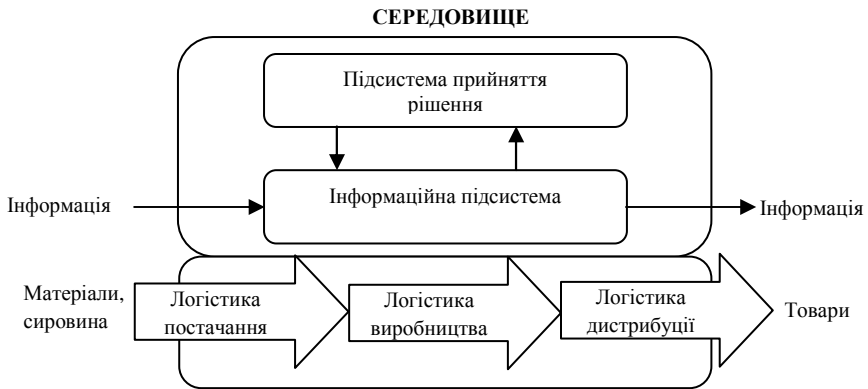 СЕРЕДОВИЩЕ
Підсистема прийняття
рішення
Інформація
Інформаційна підсистема
Інформація
Матеріали,
сировина
Логістика
постачання
Логістика
виробництва
Логістика
дистрибуції
Товари